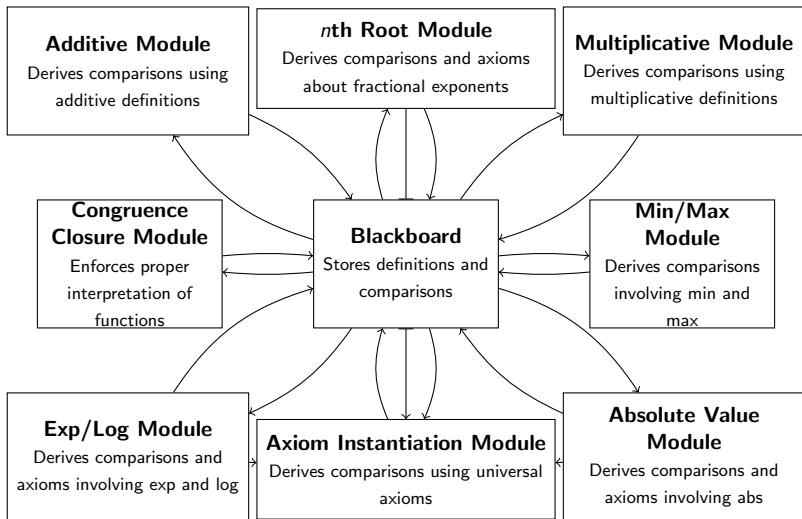 Additive Module
Derives comparisons using
additive definitions
nth Root Module
Derives comparisons and axioms
about fractional exponents
Multiplicative Module
Derives comparisons using
multiplicative definitions
Congruence
Closure Module
Enforces proper
interpretation of
functions
Blackboard
Stores definitions and
comparisons
Min/Max
Module
Derives comparisons
involving min and
max
Exp/Log Module
Derives comparisons and
axioms involving exp and log
Axiom Instantiation Module
Derives comparisons using universal
axioms
Absolute Value
Module
Derives comparisons and
axioms involving abs